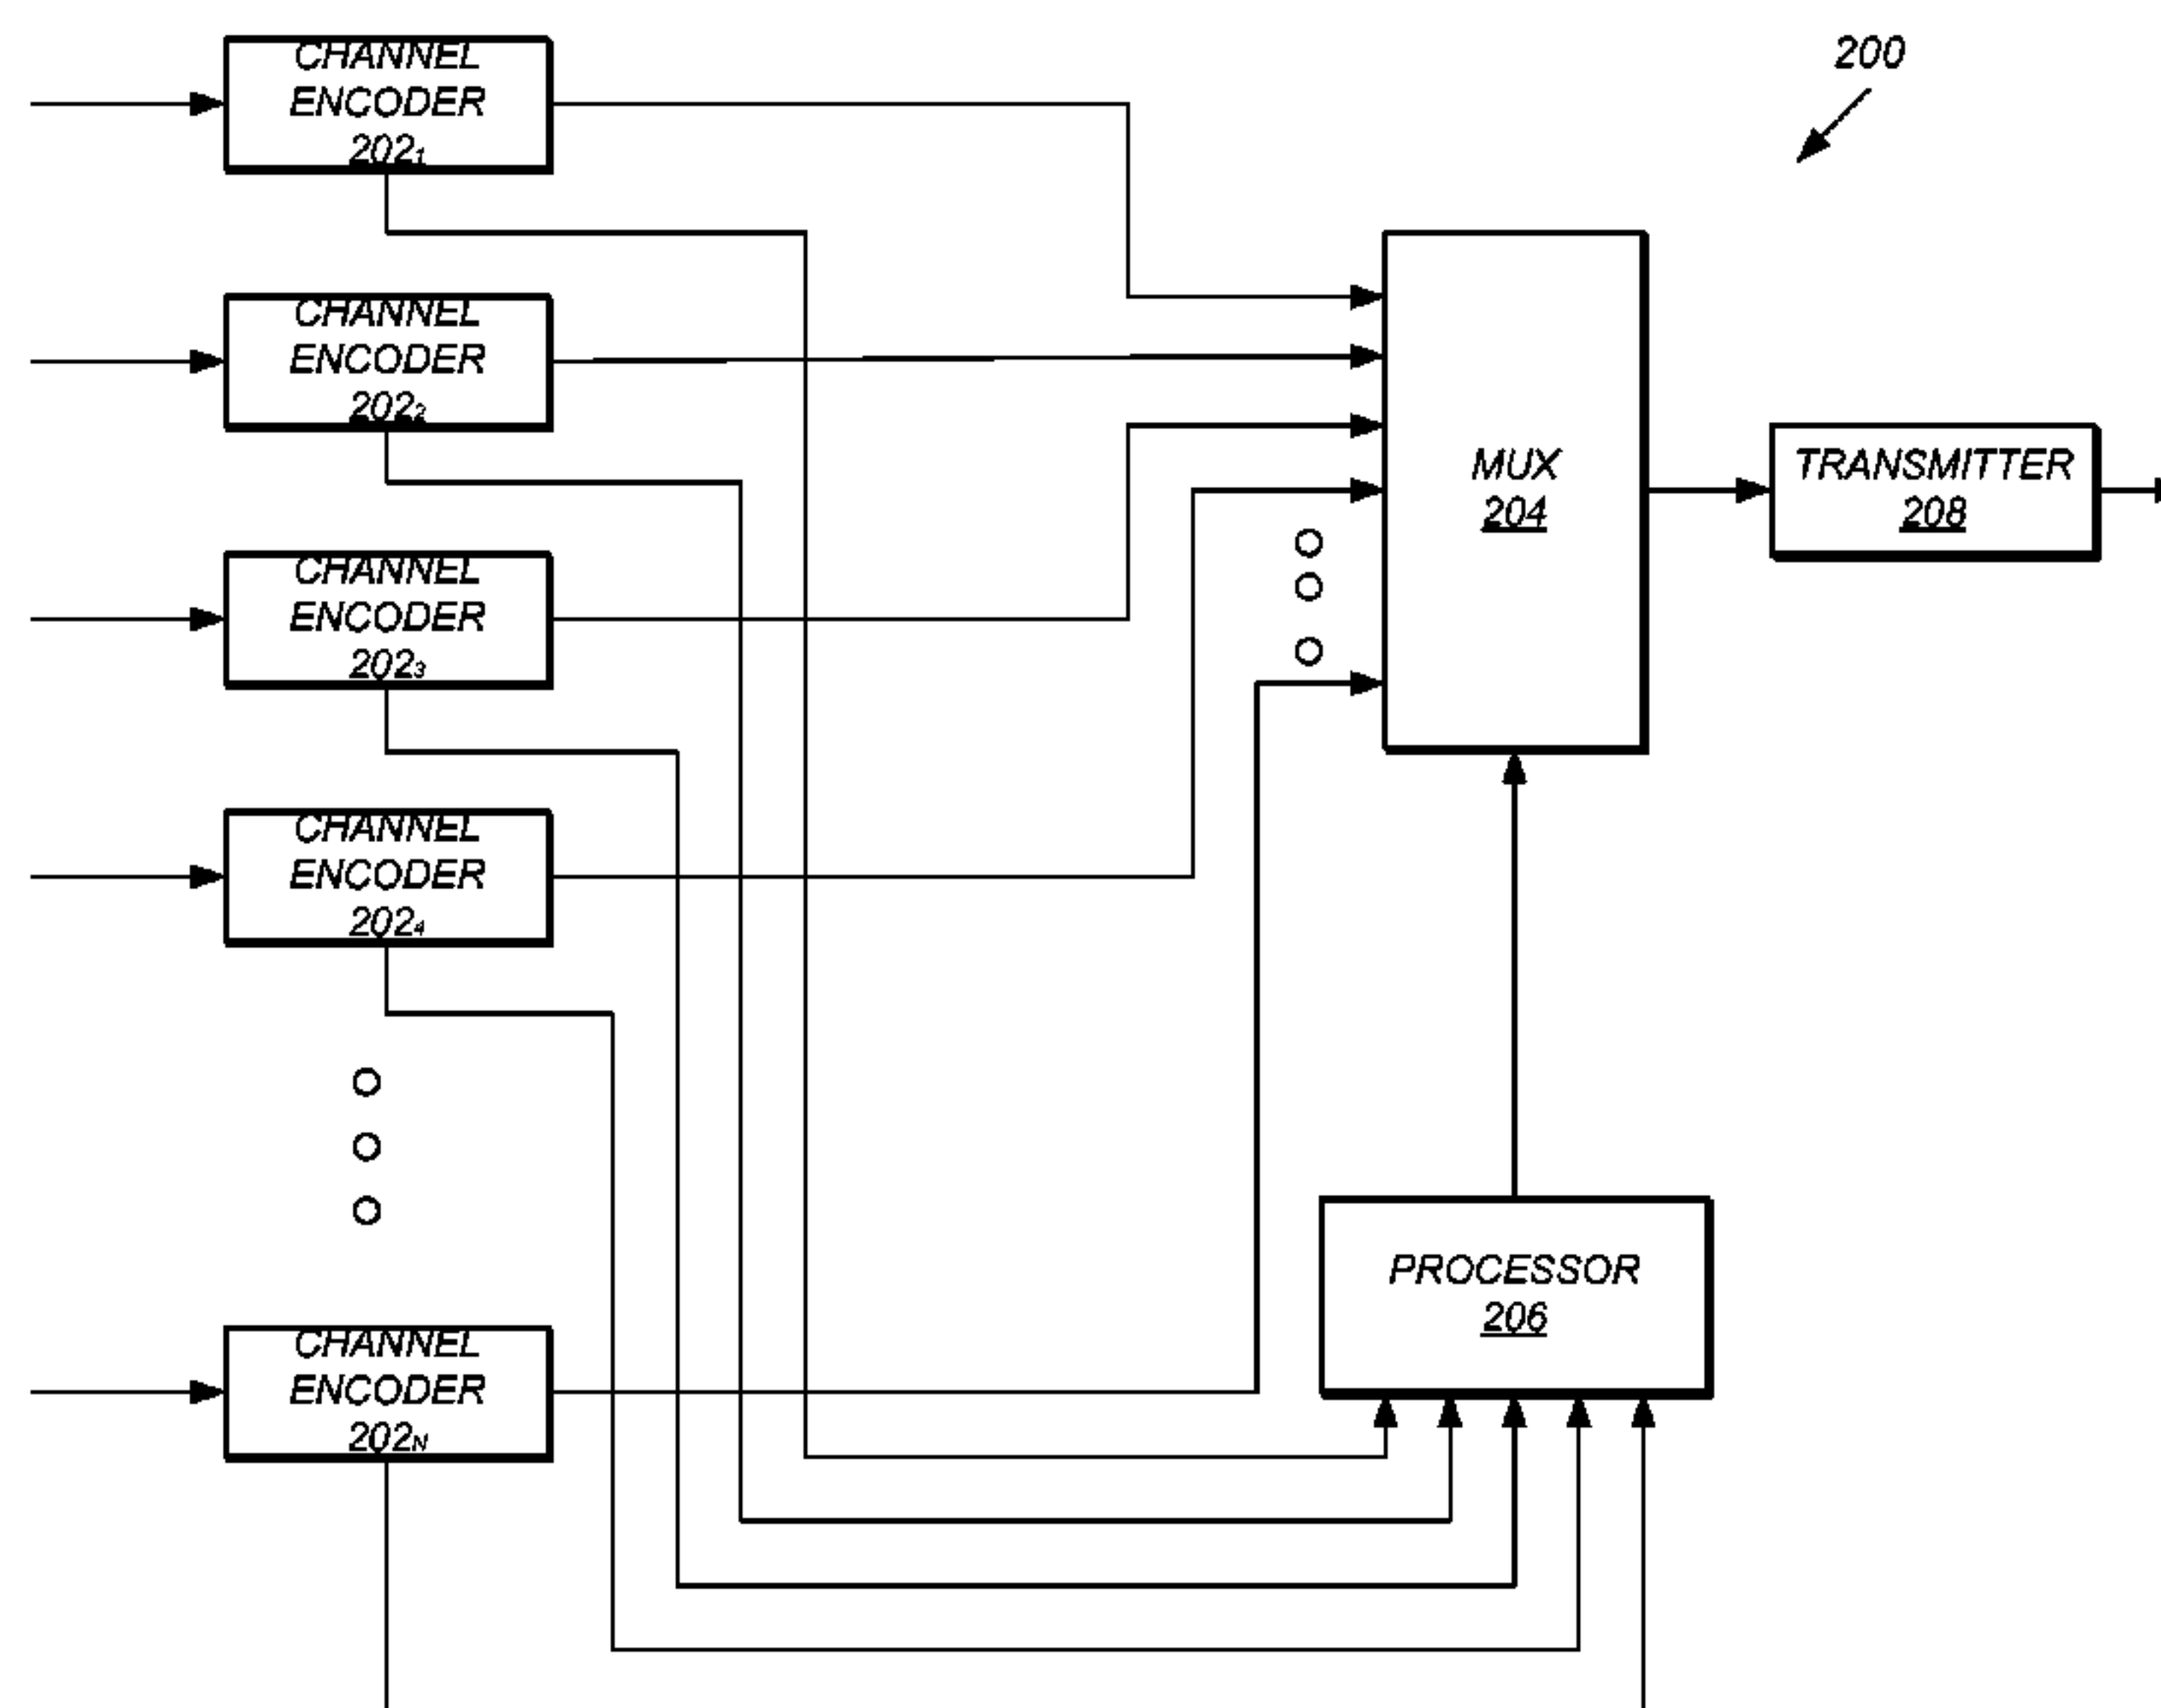 200
CHANNEL
ENCODER
202₁
CHANNEL
ENCODER
202₂
CHANNEL
ENCODER
202₃
CHANNEL
ENCODER
202₄
CHANNEL
ENCODER
202N
MUX
204
TRANSMITTER
208
PROCESSOR
206